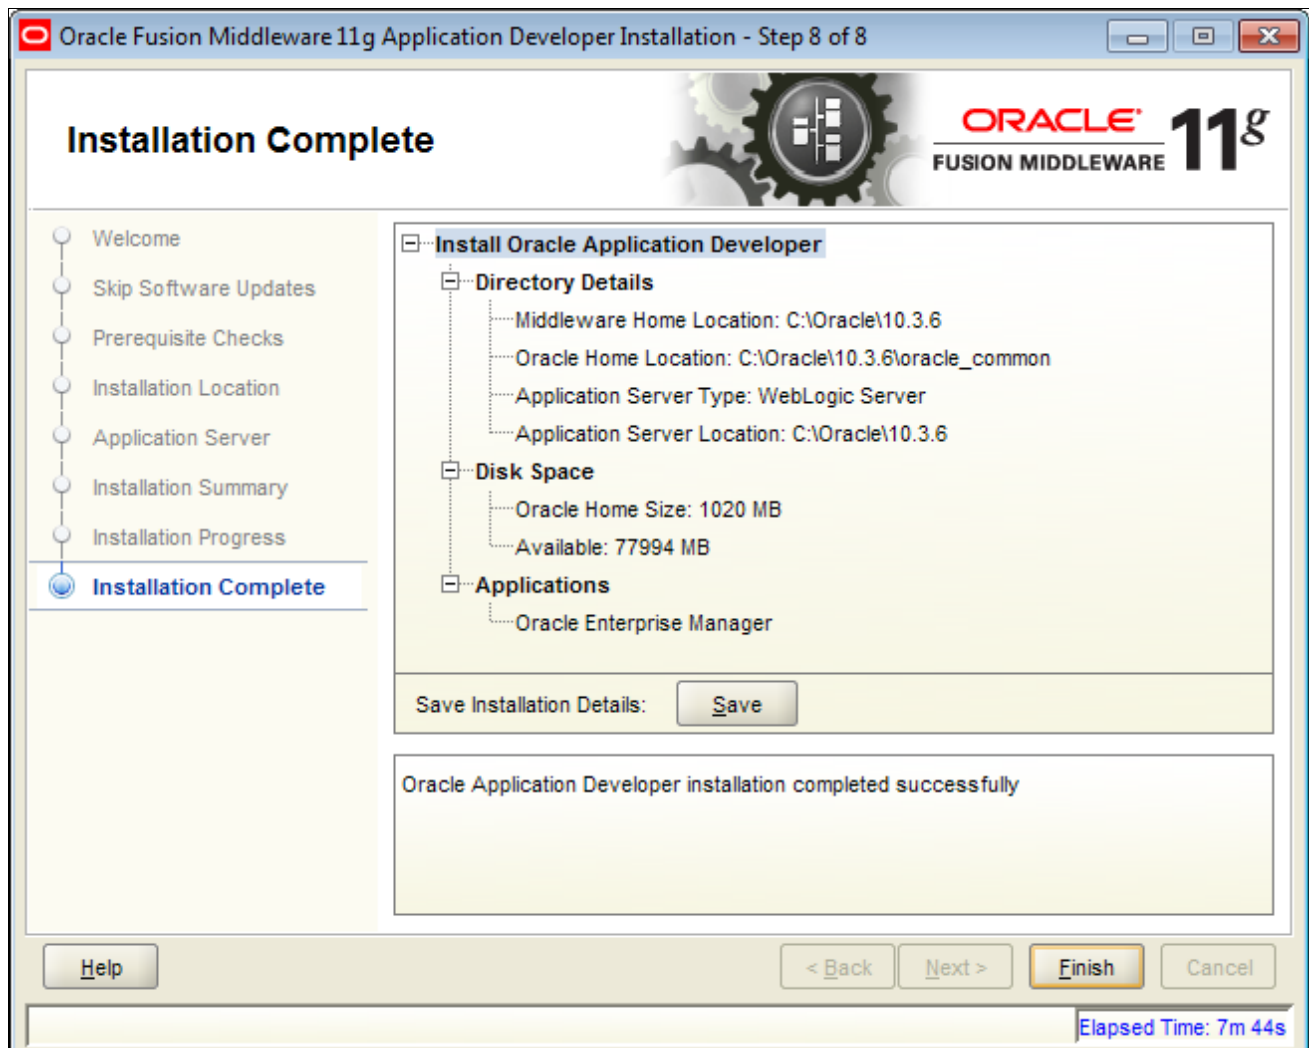 Oracle Fusion Middleware 11g Application Developer Installation - Step 8 of 8
Installation Complete
ORACLE
FUSION MIDDLEWARE 11g
Welcome
Skip Software Updates
Prerequisite Checks
Installation Location
Application Server
Installation Summary
Installation Progress
Installation Complete
Install Oracle Application Developer
Directory Details
Middleware Home Location: C:\Oracle\10.3.6
Oracle Home Location: C:\Oracle\10.3.6\oracle_common
Application Server Type: WebLogic Server
Application Server Location: C:\Oracle\10.3.6
Disk Space
Oracle Home Size: 1020 MB
Available: 77994 MB
Applications
Oracle Enterprise Manager
Save Installation Details: Save
Oracle Application Developer installation completed successfully
Help < Back Next > Finish Cancel
Elapsed Time: 7m 44s